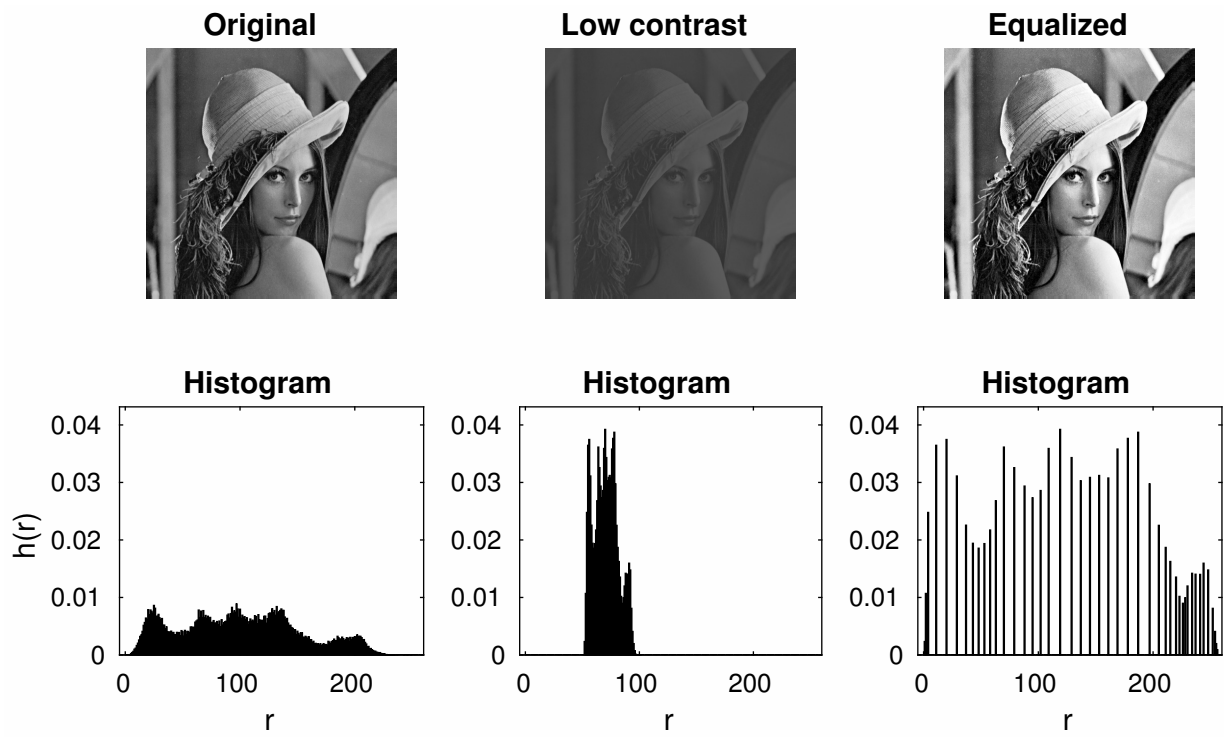 Original Low contrast Equalized
Histogram Histogram Histogram
0.04 0.04 0.04
0.03 0.03 0.03
0.02 0.02 0.02
h(r)
0.01 0.01 0.01
0 0 0
0 100 200 0 100 200 0 100 200
r r r